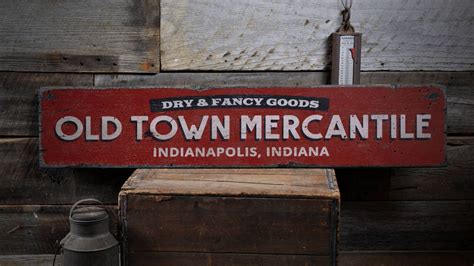 DRY & FANCY GOODS
OLD TOWN MERCANTILE
INDIANAPOLIS, INDIANA